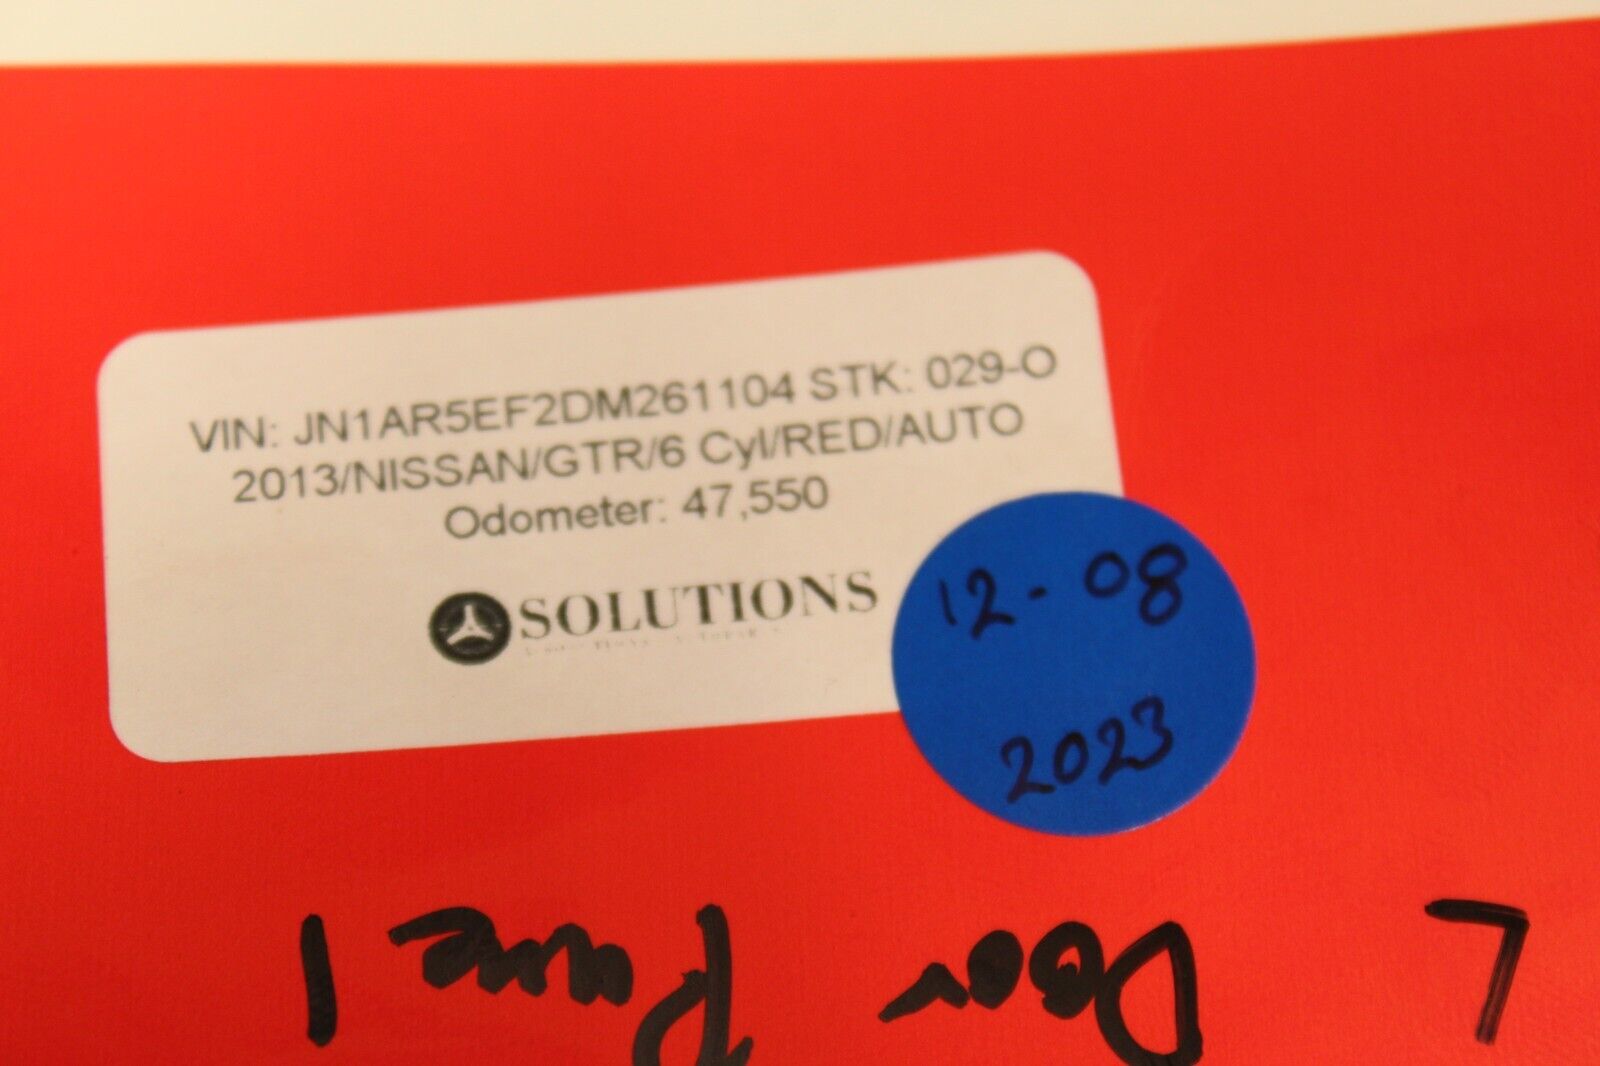 VIN: JN1AR5EF2DM261104 STK: 029-O
2013/NISSAN/GTR/6 Cyl/RED/AUTO
Odometer: 47,550
SOLUTIONS
12-08
2023
L Door Panel